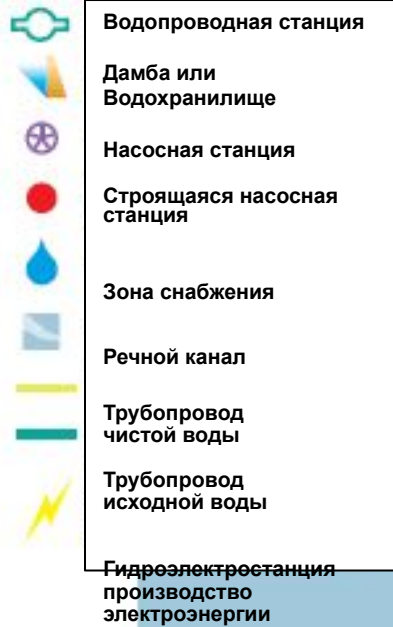 Водопроводная станция
Дамба или
Водохранилище
Насосная станция
Строящаяся насосная
станция
Зона снабжения
Речной канал
Трубопровод
чистой воды
Трубопровод
исходной воды
Гидроэлектростанция
производство
электроэнергии